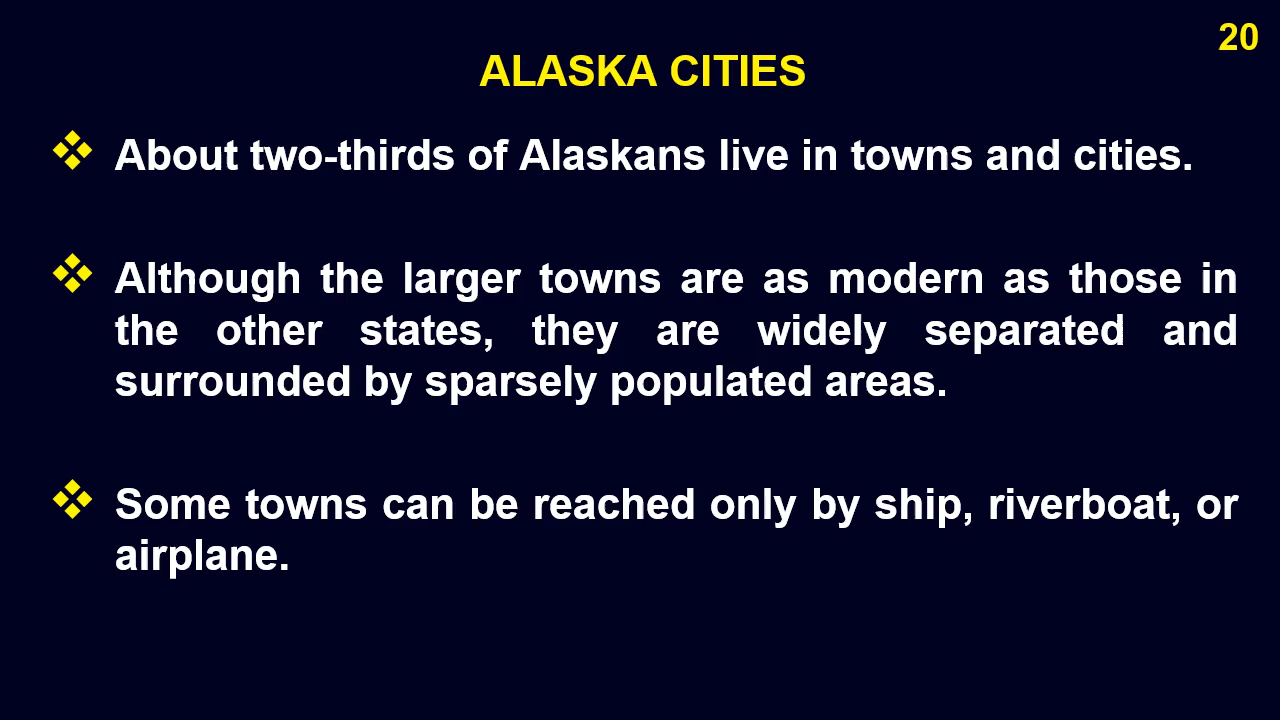 20
ALASKA CITIES
❖ About two-thirds of Alaskans live in towns and cities.
❖ Although the larger towns are as modern as those in
the other states, they are widely separated and
surrounded by sparsely populated areas.
❖ Some towns can be reached only by ship, riverboat, or
airplane.